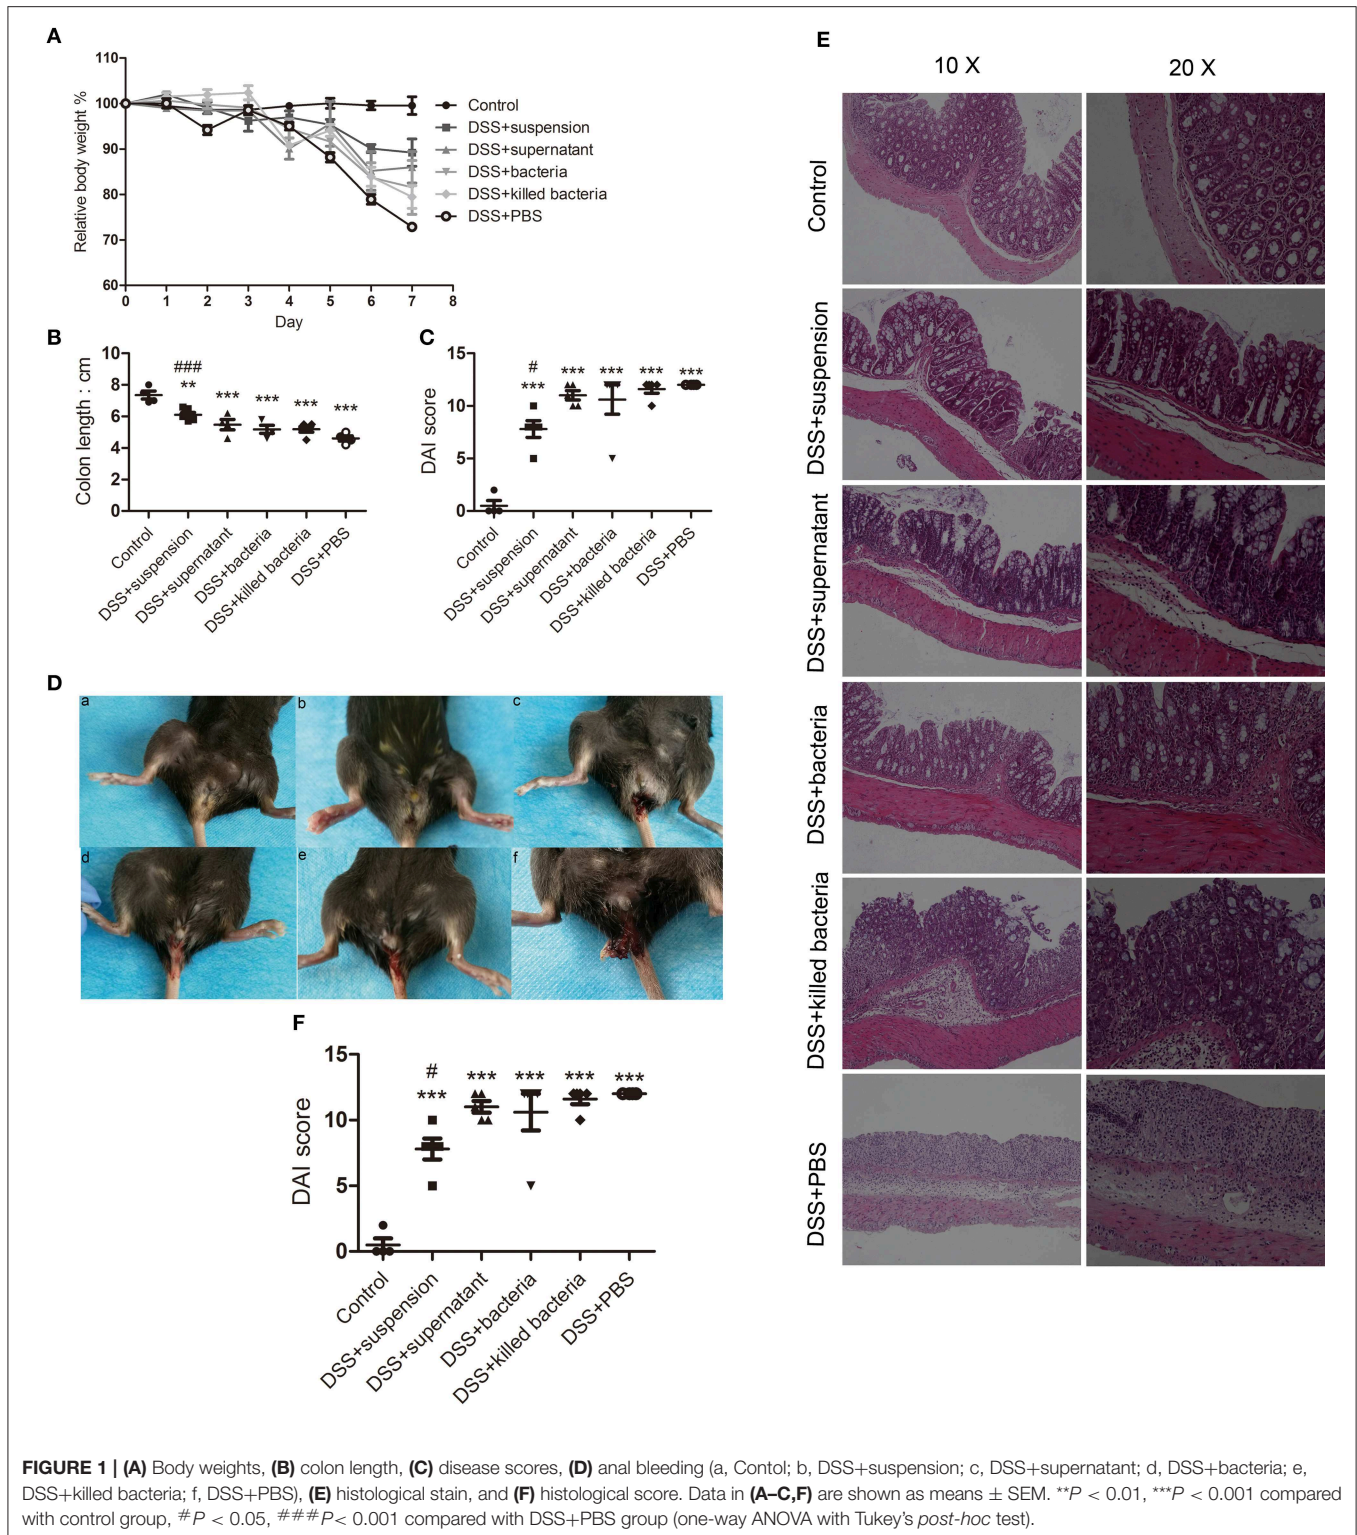 A
110
100
90
80
70
60
Relative body weight %
0 1 2 3 4 5 6 7 8
Day
Control
DSS+suspension
DSS+supernatant
DSS+bacteria
DSS+killed bacteria
DSS+PBS
B
10
8
6
4
2
0
Colon length : cm
###
**
***
***
***
***
Control
DSS+suspension
DSS+supernatant
DSS+bacteria
DSS+killed bacteria
DSS+PBS
C
15
10
5
0
DAI score
#
***
***
***
***
***
Control
DSS+suspension
DSS+supernatant
DSS+bacteria
DSS+killed bacteria
DSS+PBS
D
a
b
c
d
e
f
F
15
10
5
0
DAI score
#
***
***
***
***
***
Control
DSS+suspension
DSS+supernatant
DSS+bacteria
DSS+killed bacteria
DSS+PBS
E
10 X
20 X
Control
DSS+suspension
DSS+supernatant
DSS+bacteria
DSS+killed bacteria
DSS+PBS
FIGURE 1 | (A) Body weights, (B) colon length, (C) disease scores, (D) anal bleeding (a, Contol; b, DSS+suspension; c, DSS+supernatant; d, DSS+bacteria; e,
DSS+killed bacteria; f, DSS+PBS), (E) histological stain, and (F) histological score. Data in (A–C,F) are shown as means ± SEM. **P < 0.01, ***P < 0.001 compared
with control group, #P < 0.05, ###P< 0.001 compared with DSS+PBS group (one-way ANOVA with Tukey's post-hoc test).